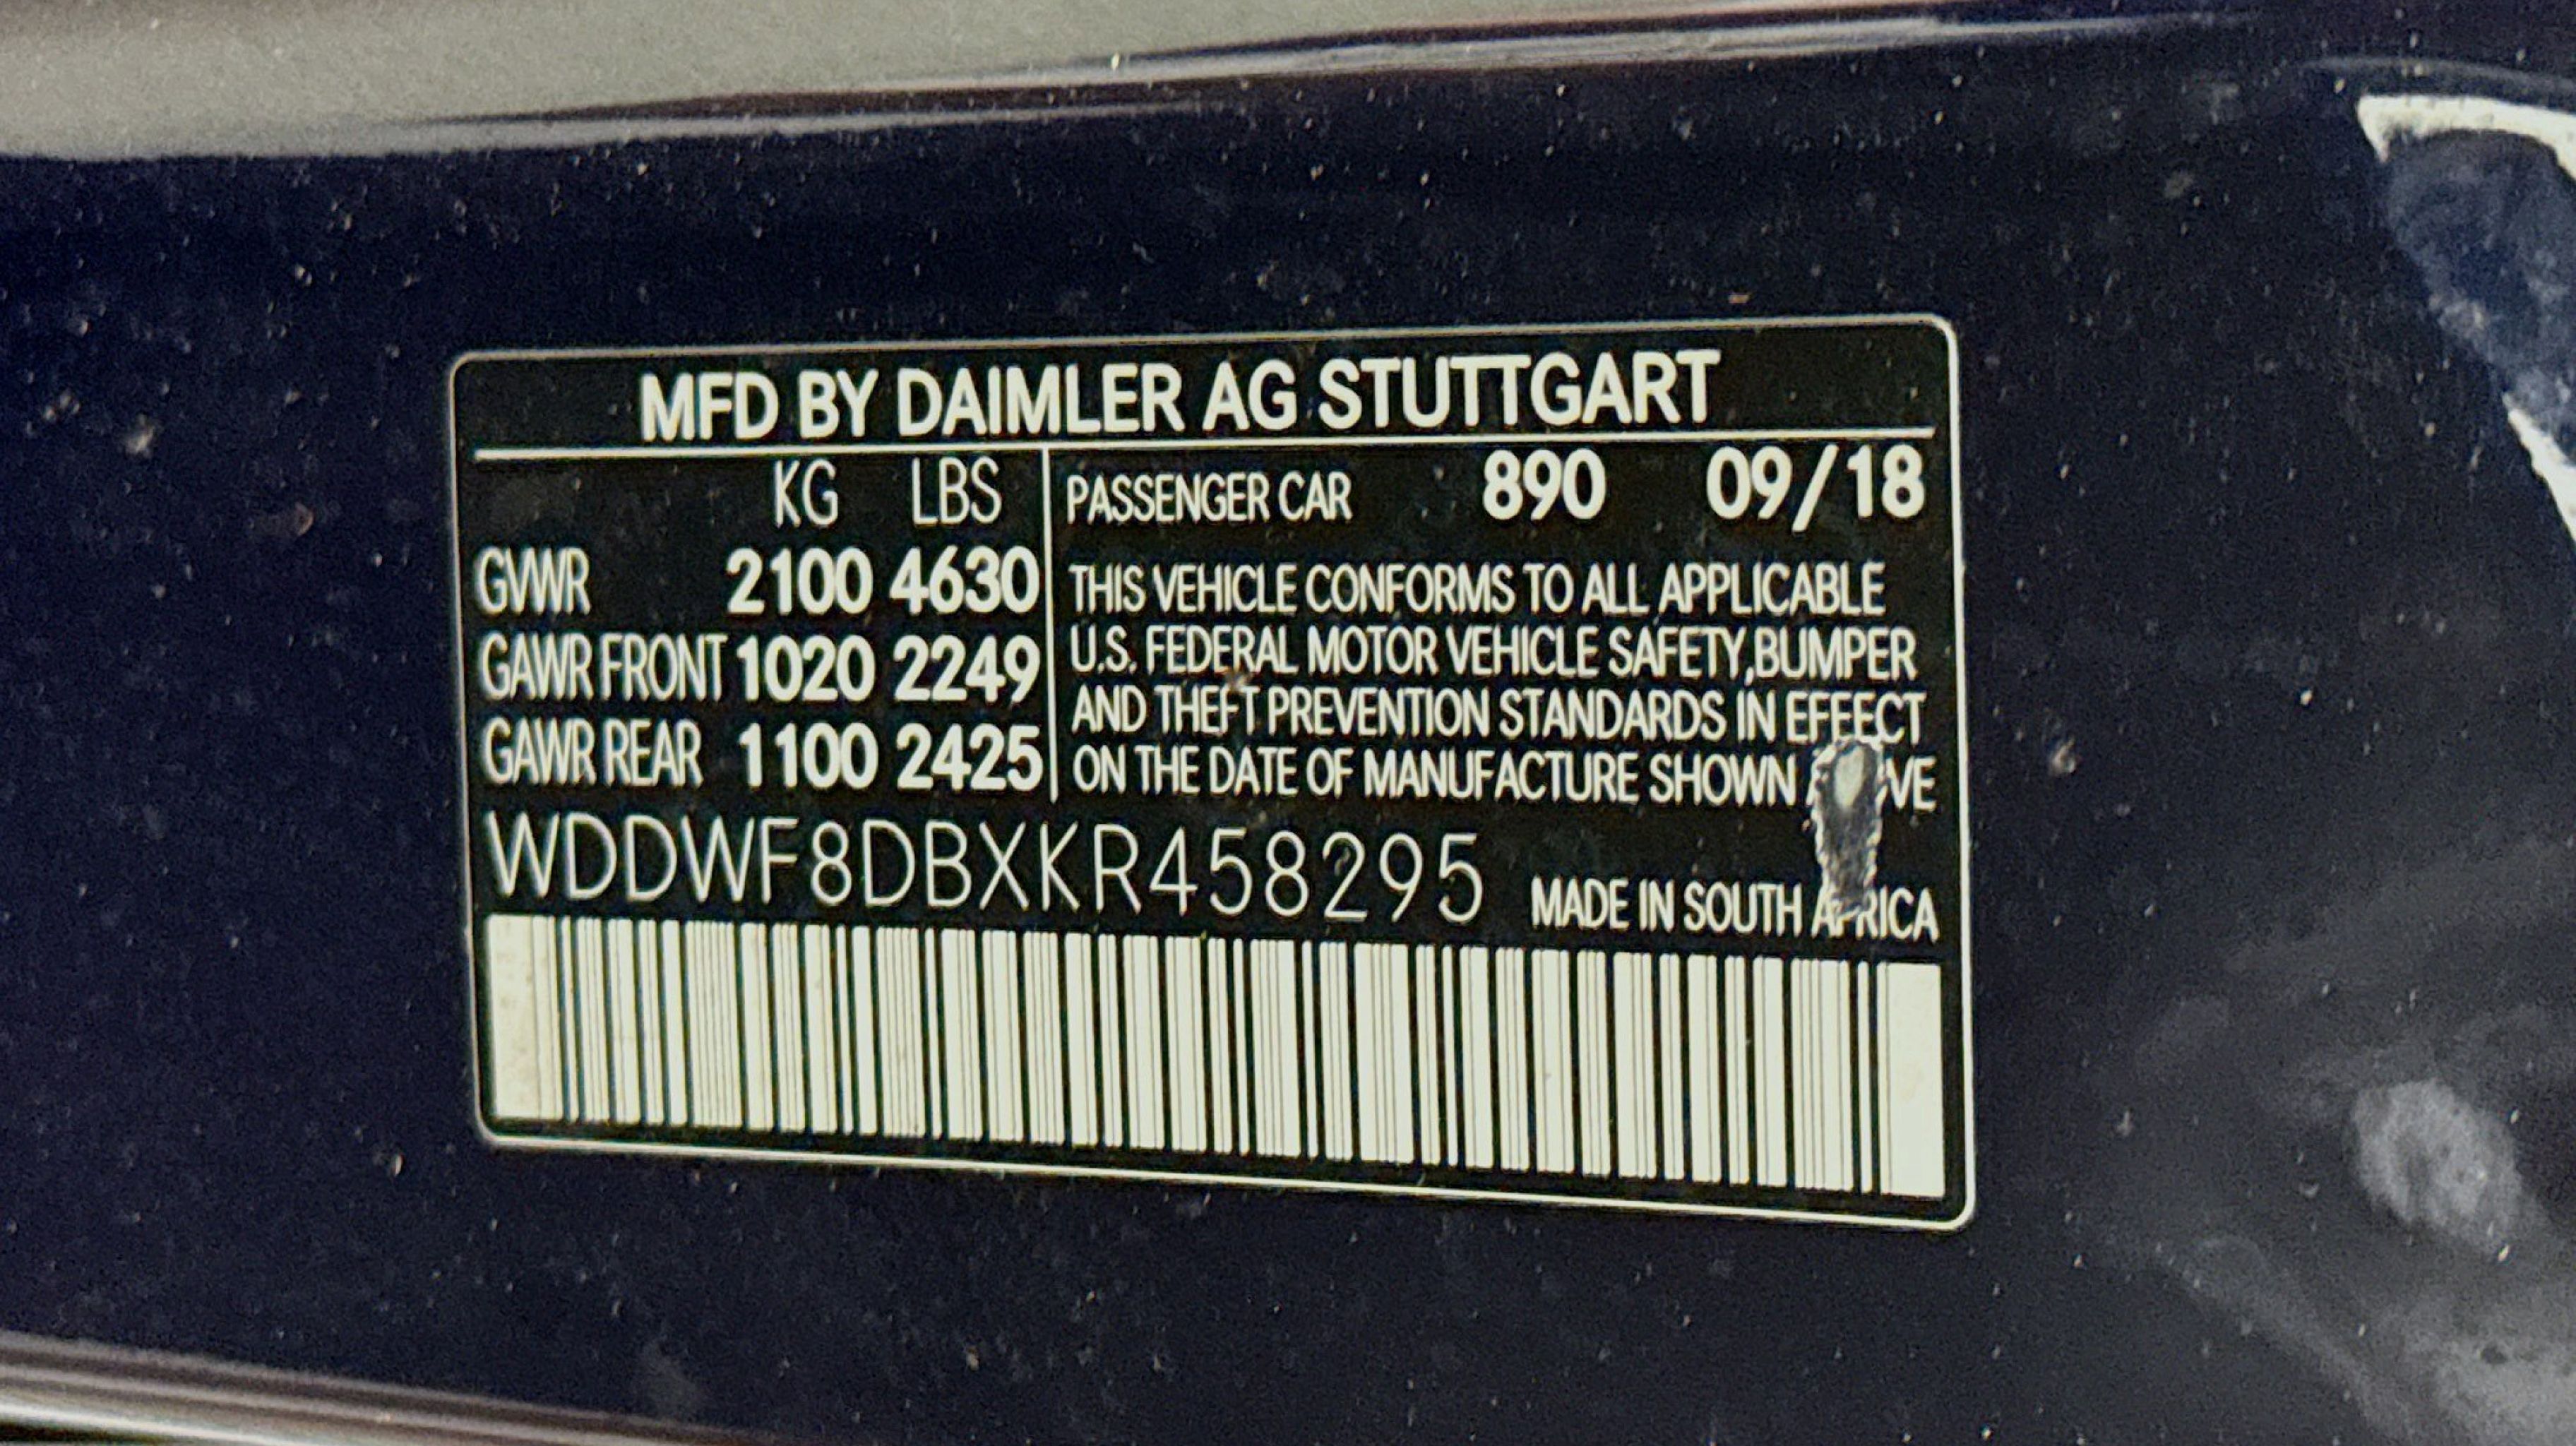 MFD BY DAIMLER AG STUTTGART
KG LBS
GVWR 2100 4630
GAWR FRONT 1020 2249
GAWR REAR 1100 2425
PASSENGER CAR 890 09/18
THIS VEHICLE CONFORMS TO ALL APPLICABLE
U.S. FEDERAL MOTOR VEHICLE SAFETY,BUMPER
AND THEFT PREVENTION STANDARDS IN EFFECT
ON THE DATE OF MANUFACTURE SHOWN
WDDWF8DBXKR458295
MADE IN SOUTH AFRICA